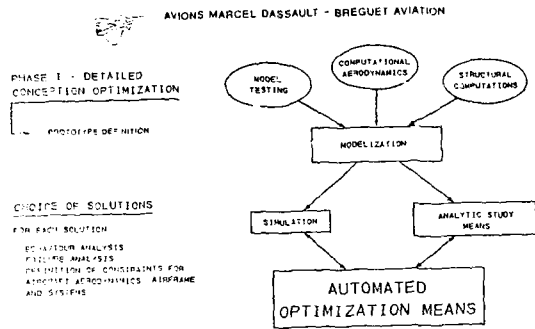 AVIONS MARCEL DASSAULT - BREGUET AVIATION
PHASE I - DETAILED
CONCEPTION OPTIMIZATION
PROTOTYPE DEFINITION
MODEL
TESTING
COMPUTATIONAL
AERODYNAMICS
STRUCTURAL
COMPUTATIONS
MODELIZATION
CHOICE OF SOLUTIONS
FOR EACH SOLUTION
BEHAVIOUR ANALYSIS
FAILURE ANALYSIS
DEFINITION OF CONSTRAINTS FOR
AIRCRAFT AERODYNAMICS AIRFRAME
AND SYSTEMS
SIMULATION
ANALYTIC STUDY
MEANS
AUTOMATED
OPTIMIZATION MEANS